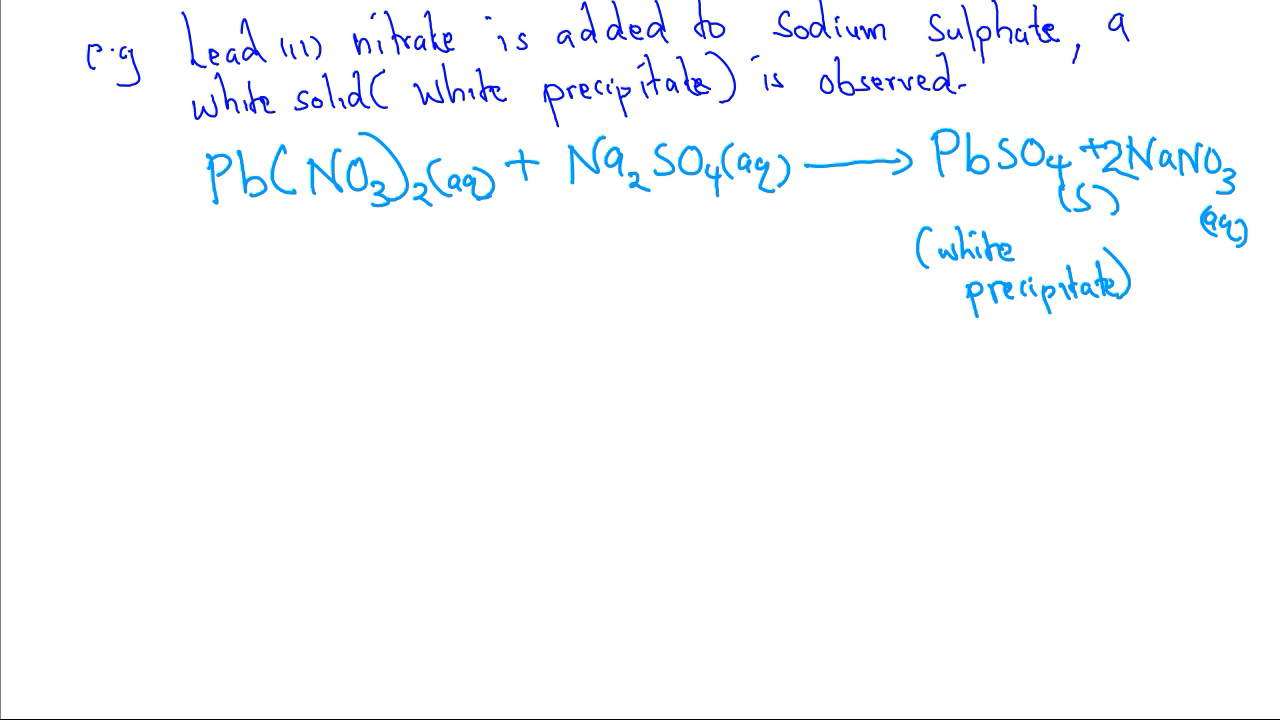 e.g Lead (II) nitrate is added to Sodium Sulphate, a
white solid( white precipitate) is observed.
Pb(NO₃)₂(aq) + Na₂SO₄(aq) ⟶ PbSO₄(s) + 2NaNO₃(aq)
(white
precipitate)